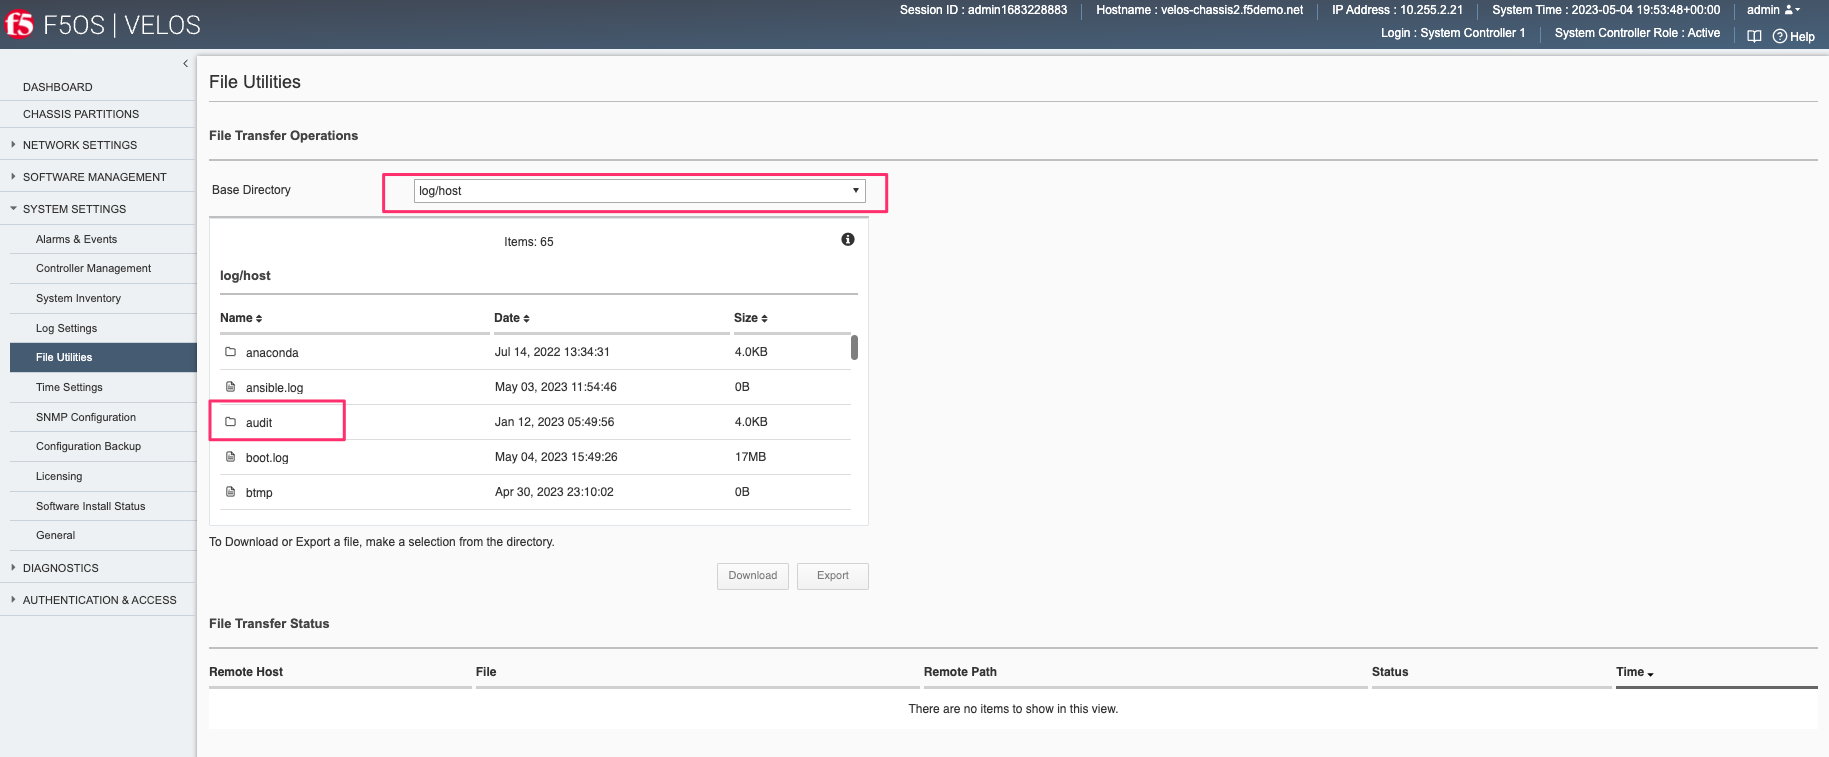 Session ID : admin1683228883 Hostname : velos-chassis2.f5demo.net IP Address : 10.255.2.21 System Time : 2023-05-04 19:53:48+00:00 admin
f5 F5OS | VELOS
Login : System Controller 1 System Controller Role : Active Help
DASHBOARD
CHASSIS PARTITIONS
NETWORK SETTINGS
SOFTWARE MANAGEMENT
SYSTEM SETTINGS
Alarms & Events
Controller Management
System Inventory
Log Settings
File Utilities
Time Settings
SNMP Configuration
Configuration Backup
Licensing
Software Install Status
General
DIAGNOSTICS
AUTHENTICATION & ACCESS
File Utilities
File Transfer Operations
Base Directory log/host
Items: 65
log/host
Name Date Size
anaconda Jul 14, 2022 13:34:31 4.0KB
ansible.log May 03, 2023 11:54:46 0B
audit Jan 12, 2023 05:49:56 4.0KB
boot.log May 04, 2023 15:49:26 17MB
btmp Apr 30, 2023 23:10:02 0B
To Download or Export a file, make a selection from the directory.
Download Export
File Transfer Status
Remote Host File Remote Path Status Time
There are no items to show in this view.